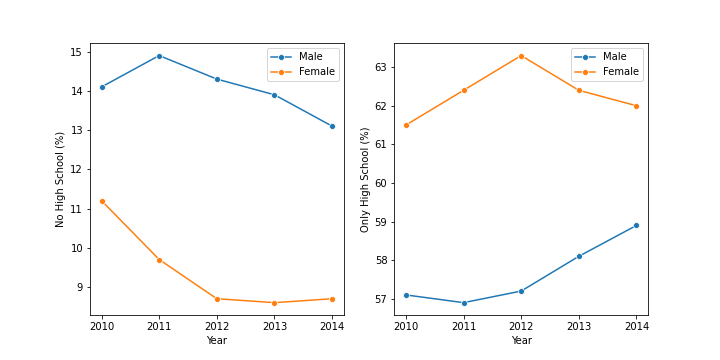 15
14
13
12
11
10
9
No High School (%)
2010 2011 2012 2013 2014
Year
Male
Female
63
62
61
60
59
58
57
Only High School (%)
2010 2011 2012 2013 2014
Year
Male
Female